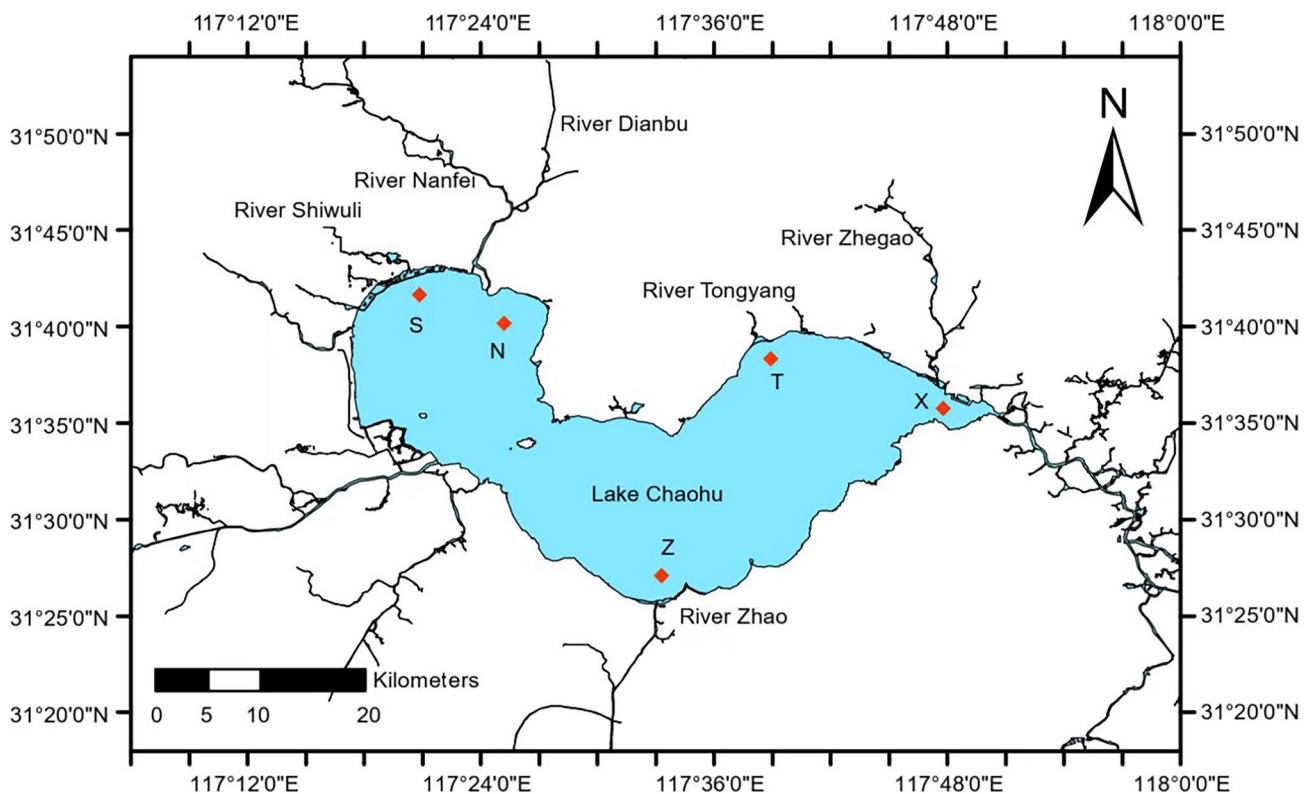 117°12'0"E 117°24'0"E 117°36'0"E 117°48'0"E 118°0'0"E
N
River Dianbu
31°50'0"N 31°50'0"N
River Nanfei
River Shiwuli
31°45'0"N 31°45'0"N
River Zhegao
River Tongyang
S
31°40'0"N 31°40'0"N
N
T
X
31°35'0"N 31°35'0"N
Lake Chaohu
31°30'0"N 31°30'0"N
Z
31°25'0"N 31°25'0"N
River Zhao
Kilometers
0 5 10 20
31°20'0"N 31°20'0"N
117°12'0"E 117°24'0"E 117°36'0"E 117°48'0"E 118°0'0"E